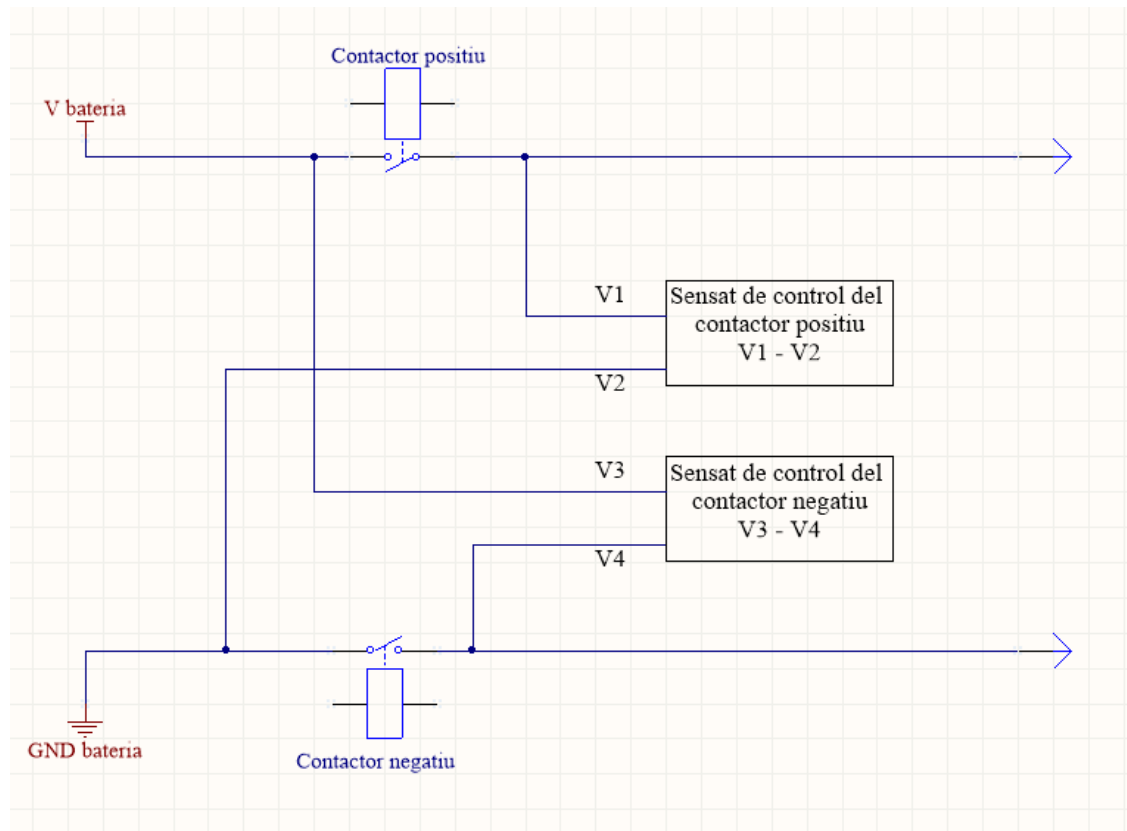 Contactor positiu
V bateria
V1
Sensat de control del
contactor positiu
V1 - V2
V2
V3
Sensat de control del
contactor negatiu
V3 - V4
V4
GND bateria
Contactor negatiu